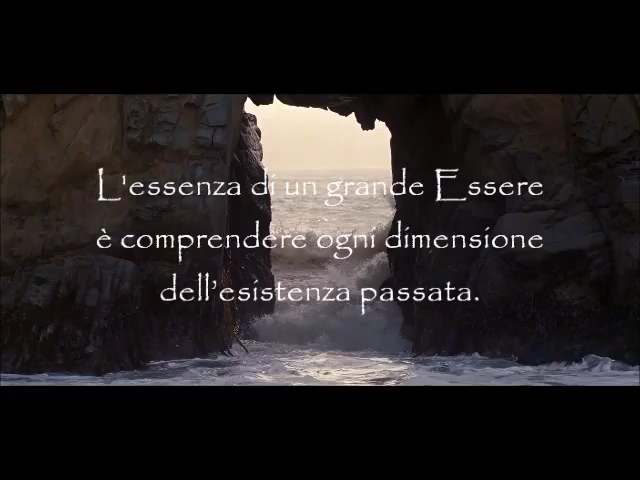 L'essenza di un grande Essere
è comprendere ogni dimensione
dell’esistenza passata.